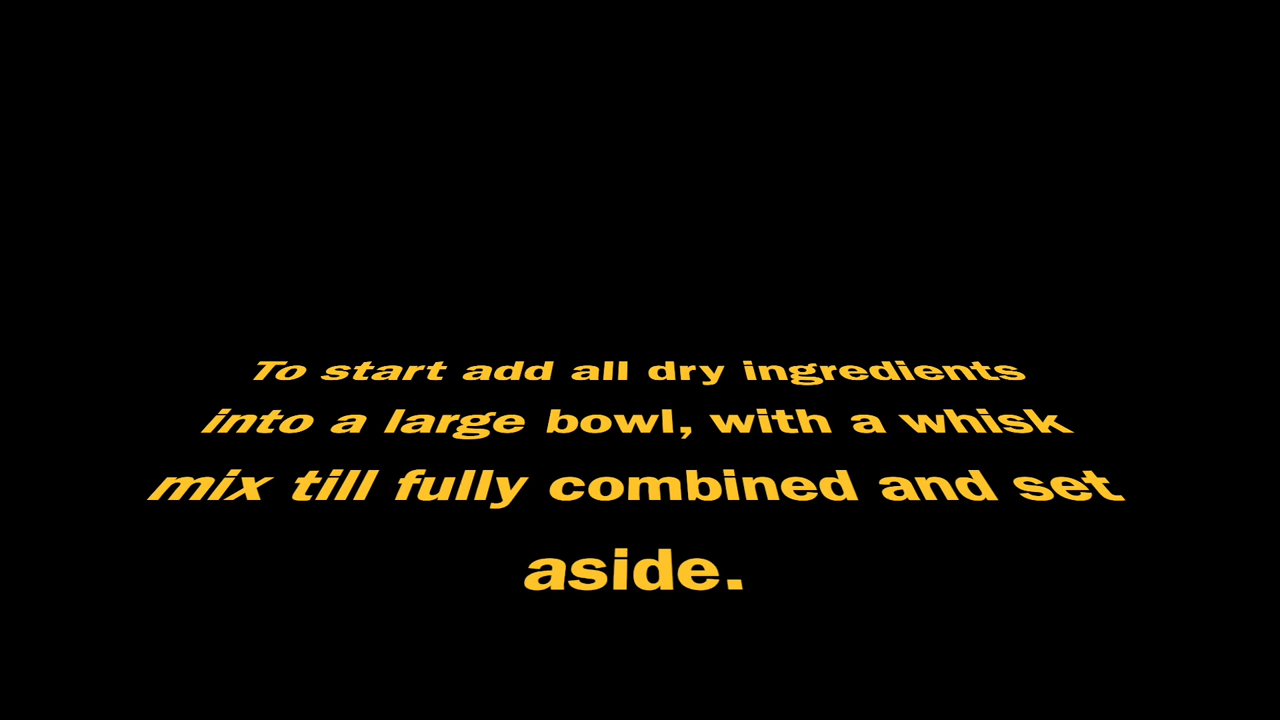 To start add all dry ingredients
into a large bowl, with a whisk
mix till fully combined and set
aside.